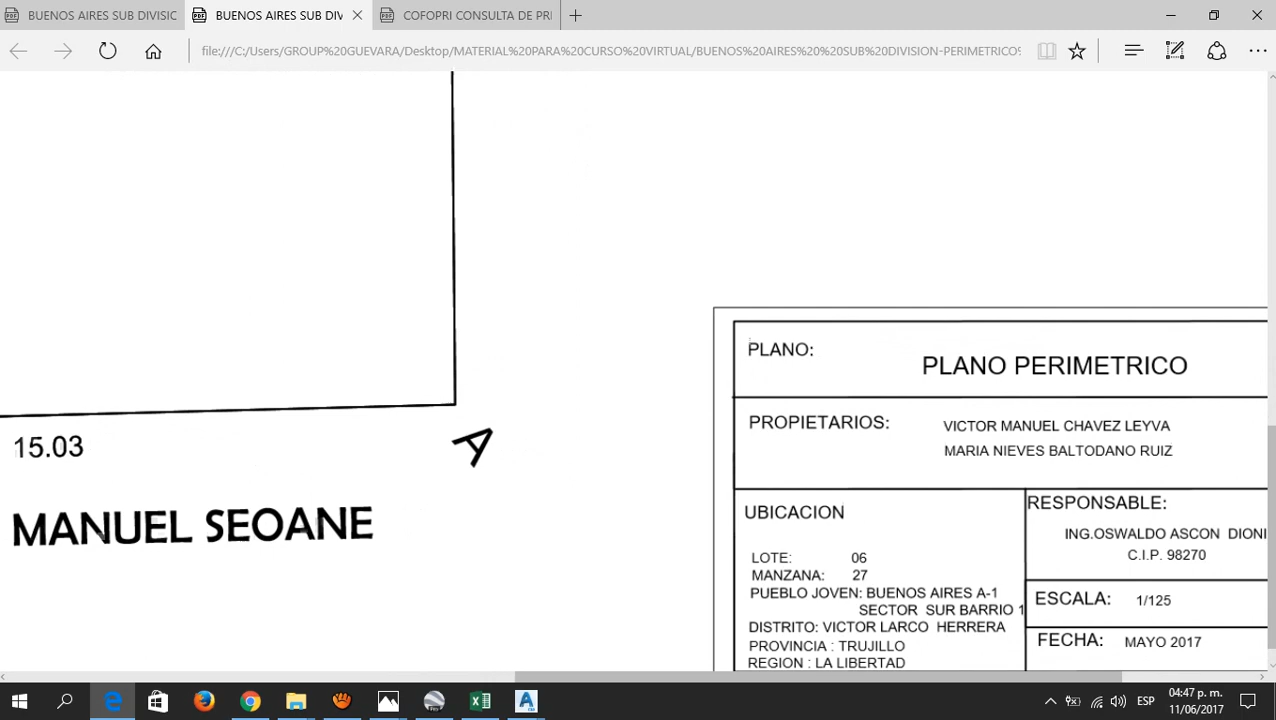 BUENOS AIRES SUB DIVISIC
BUENOS AIRES SUB DIV
COFOPRI CONSULTA DE PRI
file:///C:/Users/GROUP%20GUEVARA/Desktop/MATERIAL%20PARA%20CURSO%20VIRTUAL/BUENOS%20AIRES%20%20SUB%20DIVISION-PERIMETRICO%
15.03
A
MANUEL SEOANE
PLANO:
PLANO PERIMETRICO
PROPIETARIOS:
VICTOR MANUEL CHAVEZ LEYVA
MARIA NIEVES BALTODANO RUIZ
UBICACION
LOTE: 06
MANZANA: 27
PUEBLO JOVEN: BUENOS AIRES A-1
SECTOR SUR BARRIO 1
DISTRITO: VICTOR LARCO HERRERA
PROVINCIA : TRUJILLO
REGION : LA LIBERTAD
RESPONSABLE:
ING.OSWALDO ASCON DIONI
C.I.P. 98270
ESCALA: 1/125
FECHA: MAYO 2017
ESP
04:47 p. m.
11/06/2017